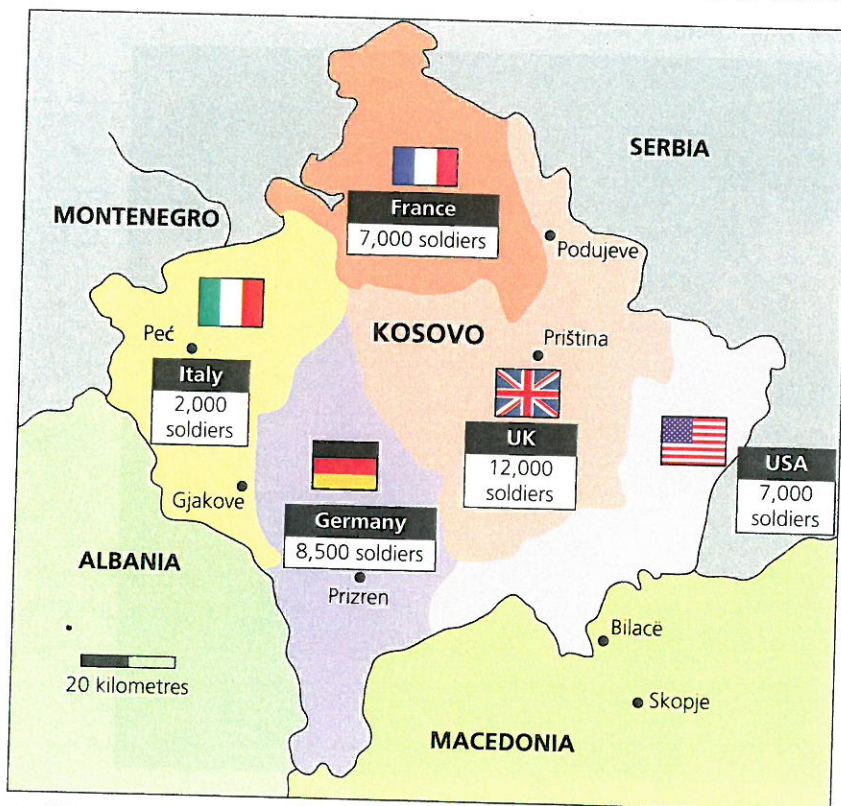 SERBIA
France
7,000 soldiers
MONTENEGRO
Podujeve
KOSOVO
Peć
Priština
Italy
2,000
soldiers
UK
12,000
soldiers
USA
7,000
soldiers
Gjakove
Germany
8,500 soldiers
ALBANIA
Prizren
Bilacë
20 kilometres
Skopje
MACEDONIA